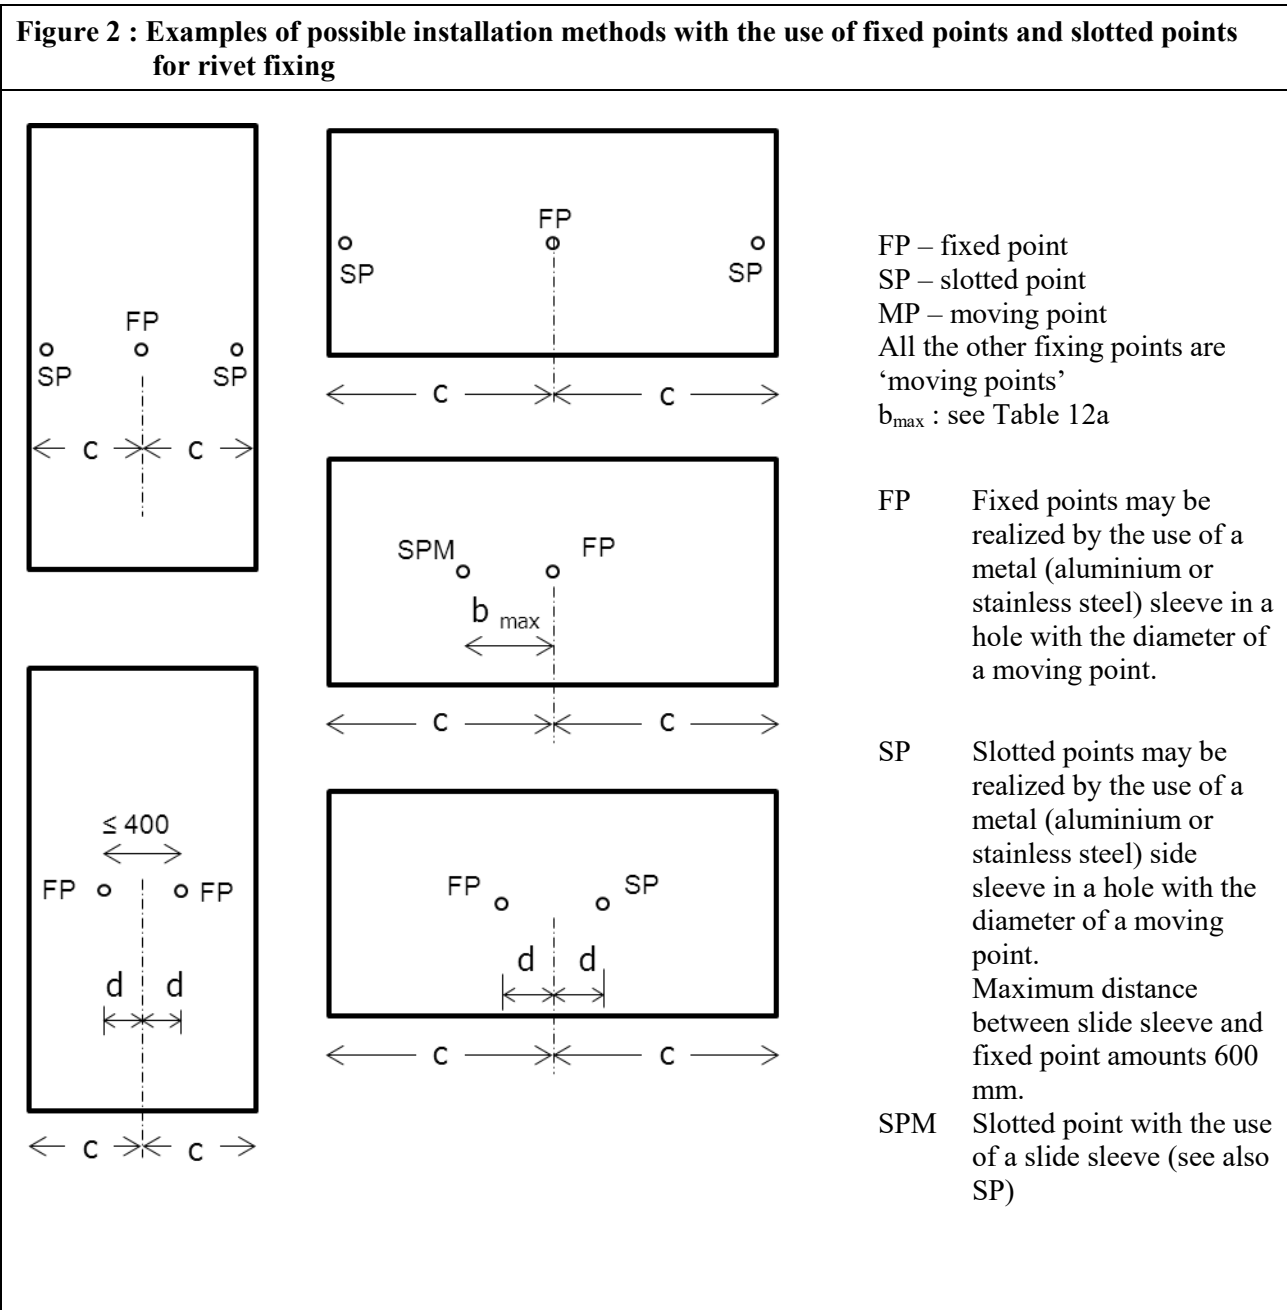 Figure 2 : Examples of possible installation methods with the use of fixed points and slotted points
for rivet fixing
FP
SP
SP
c
c
FP
SP
SP
c
c
SPM
FP
b max
c
c
≤ 400
FP
FP
d
d
c
c
FP
SP
d
d
c
c
FP – fixed point
SP – slotted point
MP – moving point
All the other fixing points are
‘moving points’
bmax : see Table 12a
FP Fixed points may be
realized by the use of a
metal (aluminium or
stainless steel) sleeve in a
hole with the diameter of
a moving point.
SP Slotted points may be
realized by the use of a
metal (aluminium or
stainless steel) side
sleeve in a hole with the
diameter of a moving
point.
Maximum distance
between slide sleeve and
fixed point amounts 600
mm.
SPM Slotted point with the use
of a slide sleeve (see also
SP)